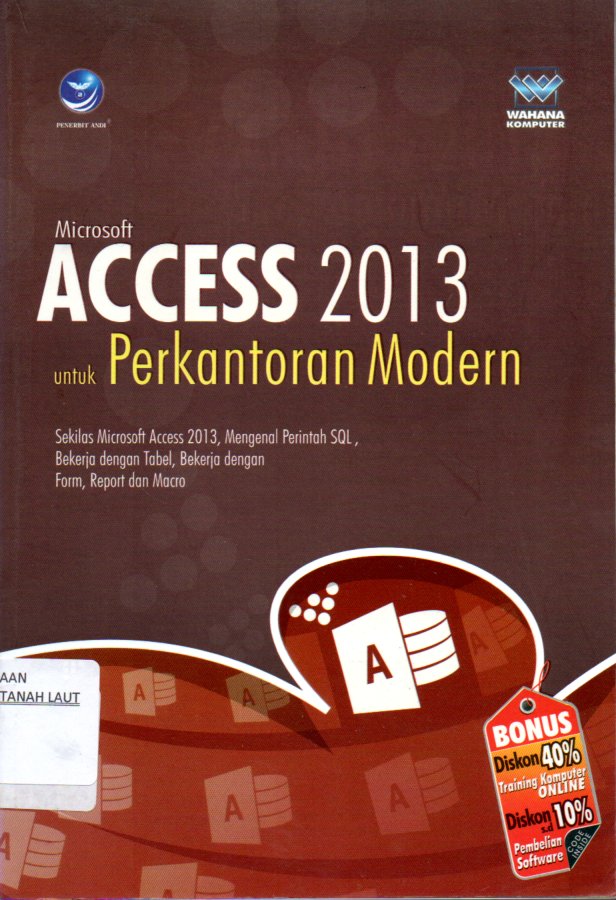 PENERBIT ANDI®
WAHANA
KOMPUTER
Microsoft
ACCESS 2013
untuk Perkantoran Modern
Sekilas Microsoft Access 2013, Mengenal Perintah SQL ,
Bekerja dengan Tabel, Bekerja dengan
Form, Report dan Macro
A
A
A
A
A
A
A
A
AAN
TANAH LAUT
BONUS
Diskon 40%
Training Komputer
ONLINE
Diskon s.d 10%
Pembelian
Software
CODE
INSIDE